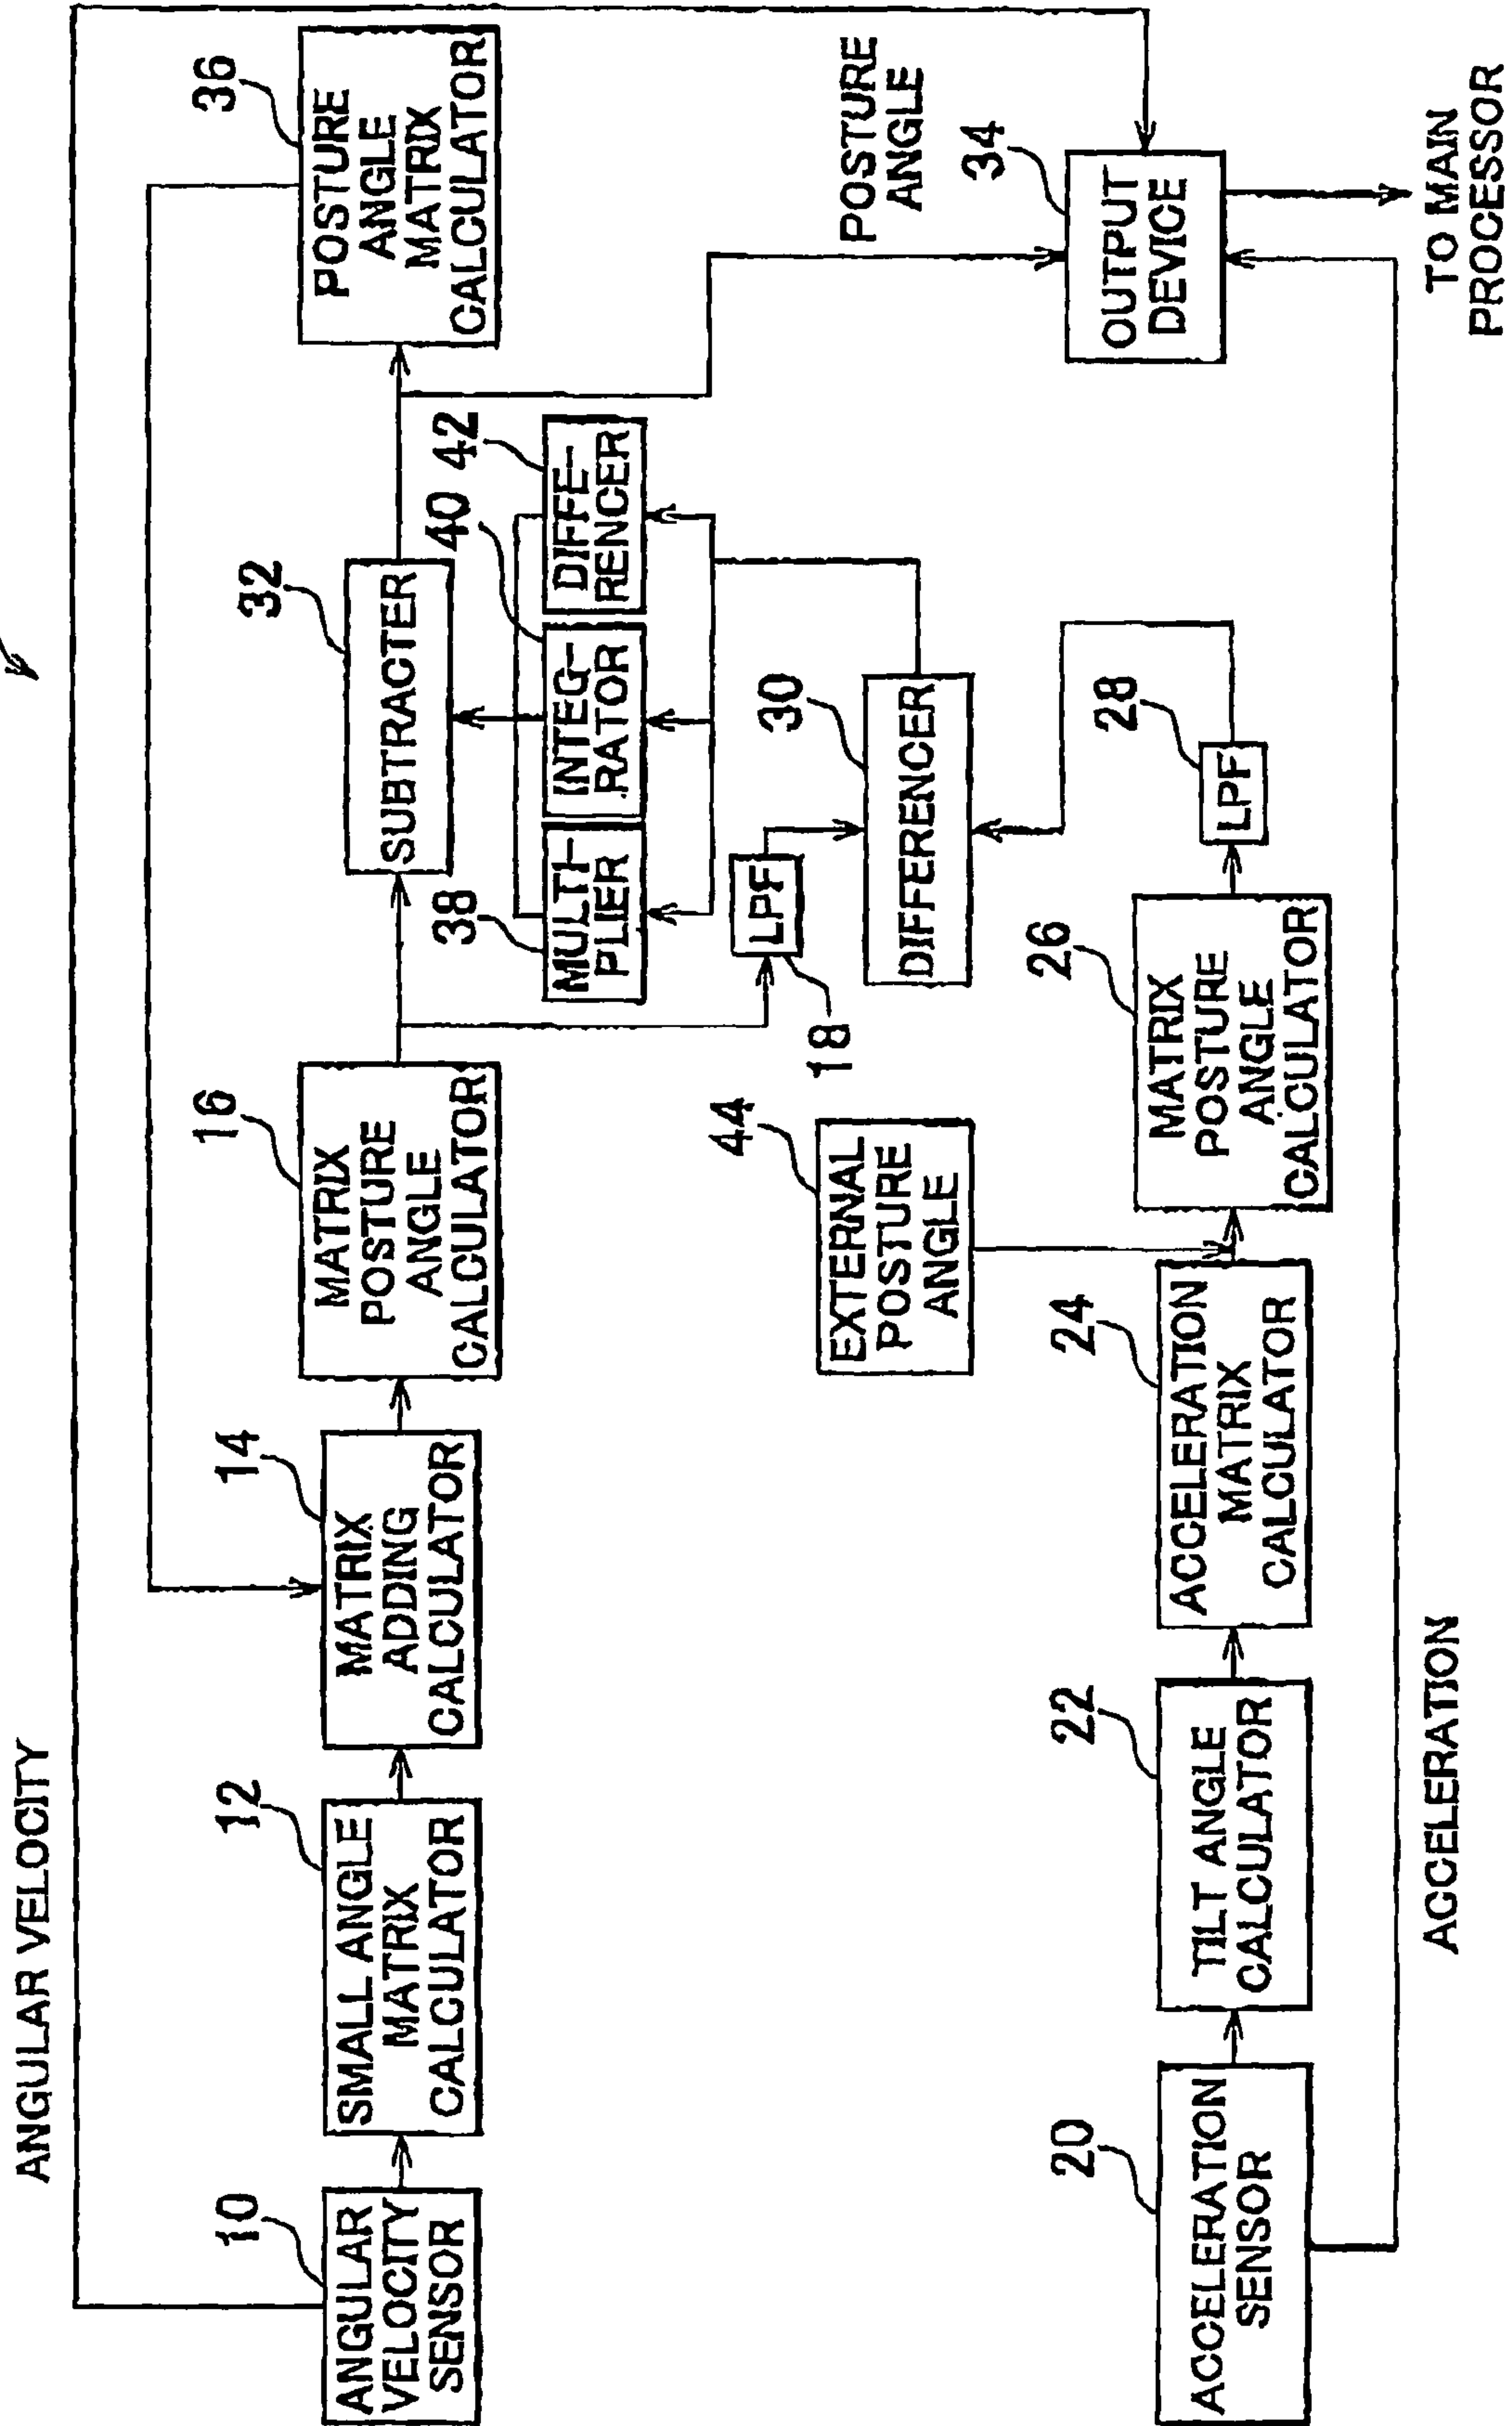 ANGULAR VELOCITY
10
ANGULAR
VELOCITY
SENSOR
12
SMALL ANGLE
MATRIX
CALCULATOR
14
MATRIX
ADDING
CALCULATOR
16
MATRIX
POSTURE
ANGLE
CALCULATOR
32
SUBTRACTER
36
POSTURE
ANGLE
MATRIX
CALCULATOR
38
MULTI-
PLIER
40
INTEG-
RATOR
42
DIFFE-
RENCER
18
LPF
30
DIFFERENCER
44
EXTERNAL
POSTURE
ANGLE
POSTURE
ANGLE
34
OUTPUT
DEVICE
TO MAIN
PROCESSOR
20
ACCELERATION
SENSOR
22
TILT ANGLE
CALCULATOR
24
ACCELERATION
MATRIX
CALCULATOR
26
MATRIX
POSTURE
ANGLE
CALCULATOR
28
LPF
ACCELERATION